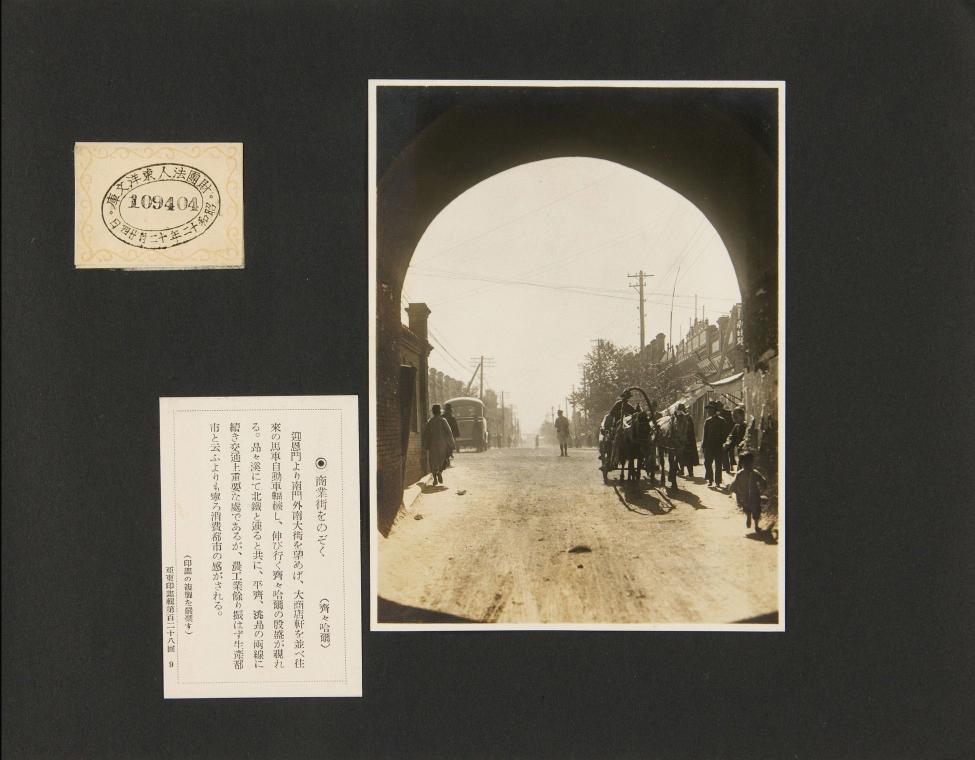 財團法人東洋文庫
109404
昭和十二年十二月廿四日
◉ 商業街をのぞく (齊々哈爾)
迎恩門より南門外南大街を望めば、大商店軒を並べ往
來の馬車自動車輻輳し、伸び行く齊々哈爾の殷盛が覗れ
る。昂々溪にて北鐵と連ると共に、平齊、洮昂の兩線に
續き交通上重要な處であるが、農工業餘り振はず生產都
市と云ふよりも寧ろ消費都市の感がされる。
(印畫の複製を嚴禁す)
亞東印畫輯第百二十八回 9